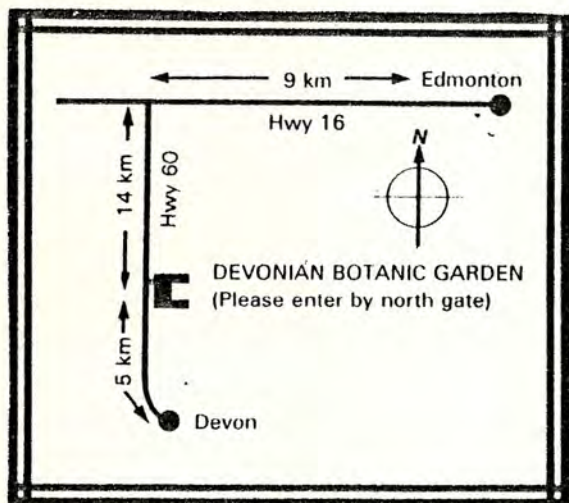 9 km
Edmonton
Hwy 16
N
14 km
Hwy 60
DEVONIAN BOTANIC GARDEN
(Please enter by north gate)
5 km
Devon